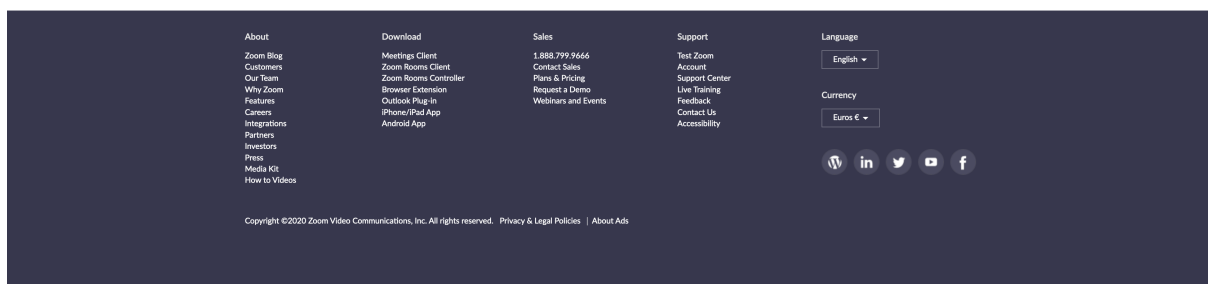 About
Zoom Blog
Customers
Our Team
Why Zoom
Features
Careers
Integrations
Partners
Investors
Press
Media Kit
How to Videos
Download
Meetings Client
Zoom Rooms Client
Zoom Rooms Controller
Browser Extension
Outlook Plug-in
iPhone/iPad App
Android App
Sales
1.888.799.9666
Contact Sales
Plans & Pricing
Request a Demo
Webinars and Events
Support
Test Zoom
Account
Support Center
Live Training
Feedback
Contact Us
Accessibility
Language
English
Currency
Euros €
Copyright ©2020 Zoom Video Communications, Inc. All rights reserved. Privacy & Legal Policies | About Ads